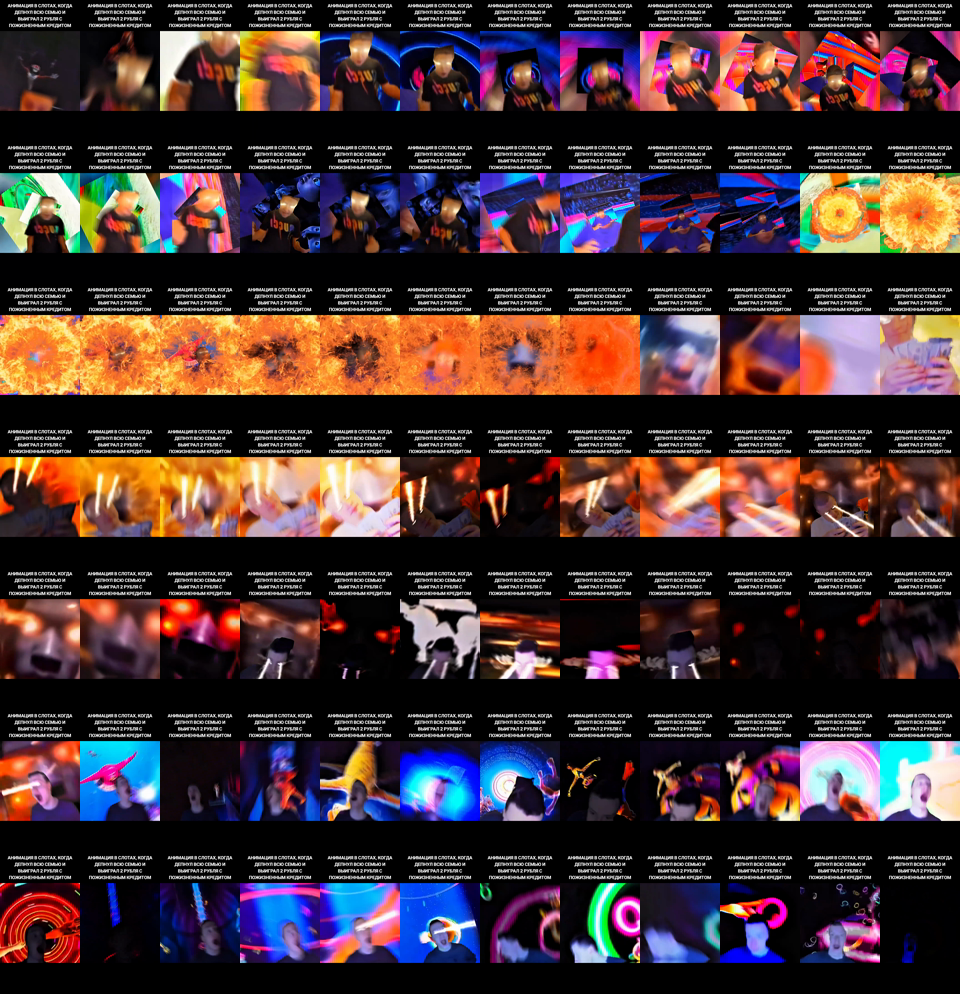 АНИМАЦИЯ В СЛОТАХ, КОГДА
ДЕПНУЛ ВСЮ СЕМЬЮ И
ВЫИГРАЛ 2 РУБЛЯ С
ПОЖИЗНЕННЫМ КРЕДИТОМ